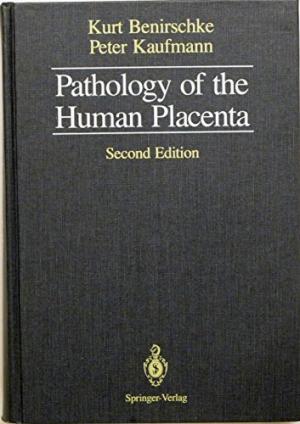 Kurt Benirschke
Peter Kaufmann
Pathology of the
Human Placenta
Second Edition
Springer-Verlag